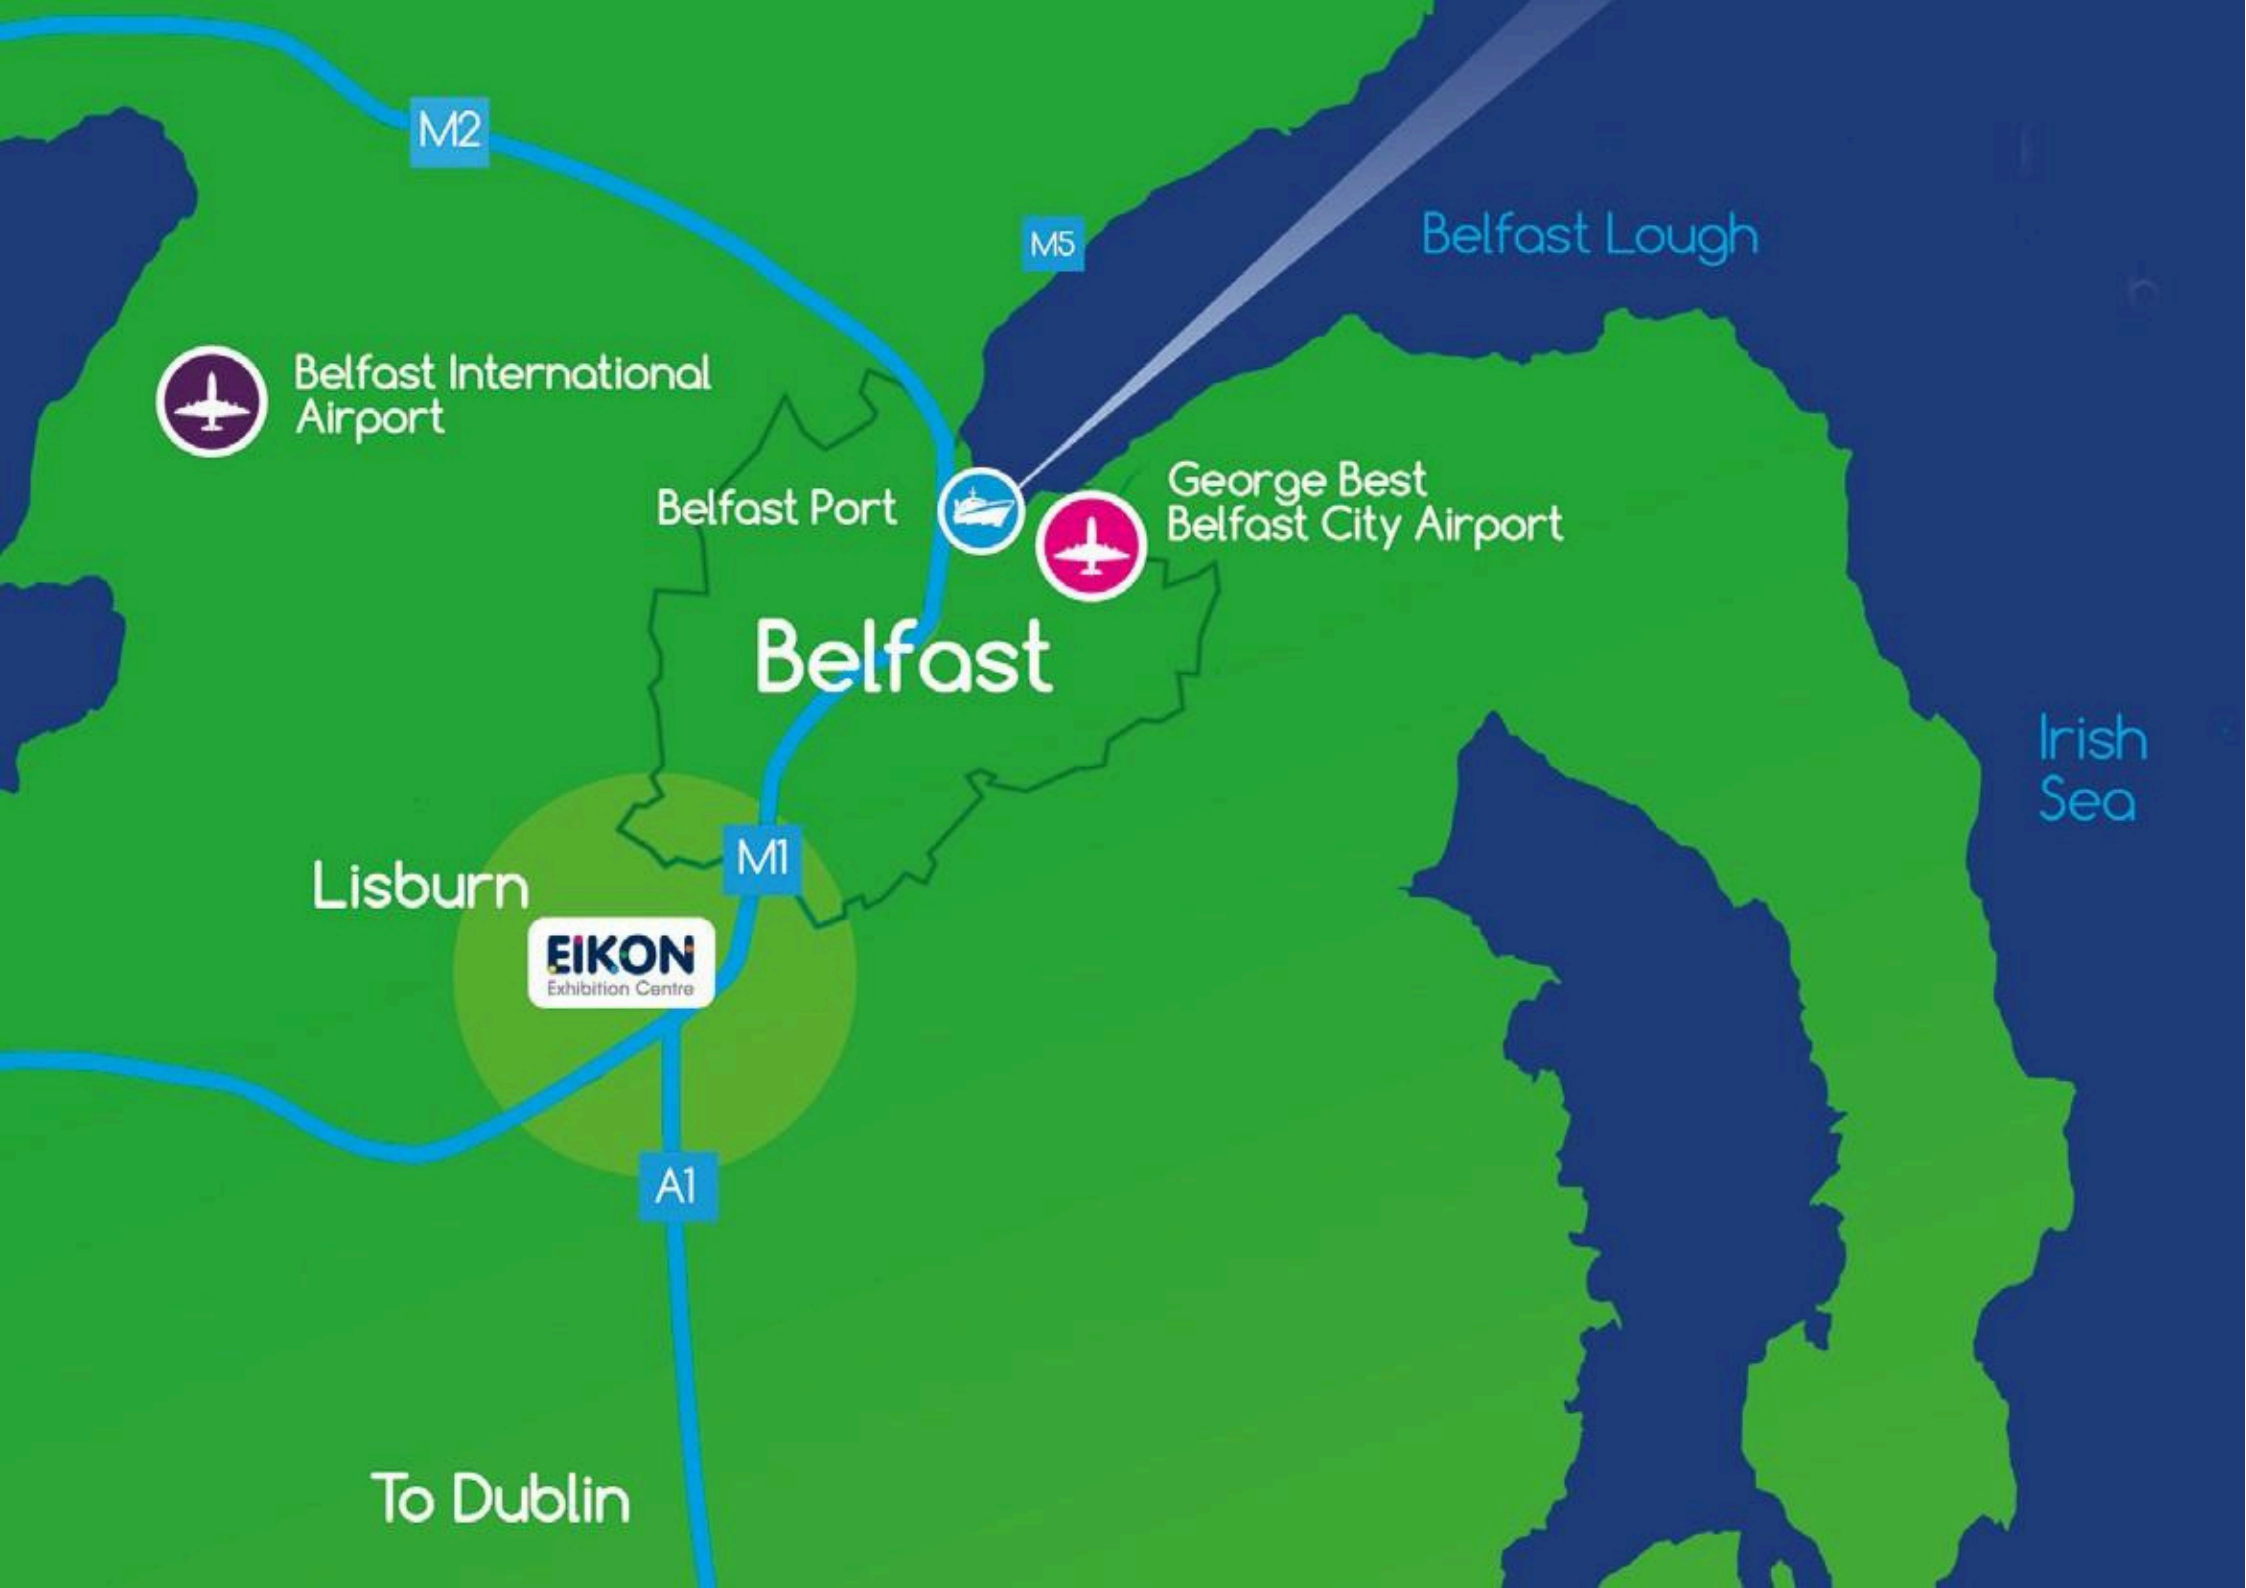 M2
M5
Belfast Lough
Belfast International
Airport
George Best
Belfast City Airport
Belfast Port
Belfast
Irish
Sea
M1
Lisburn
EIKON
Exhibition Centre
A1
To Dublin